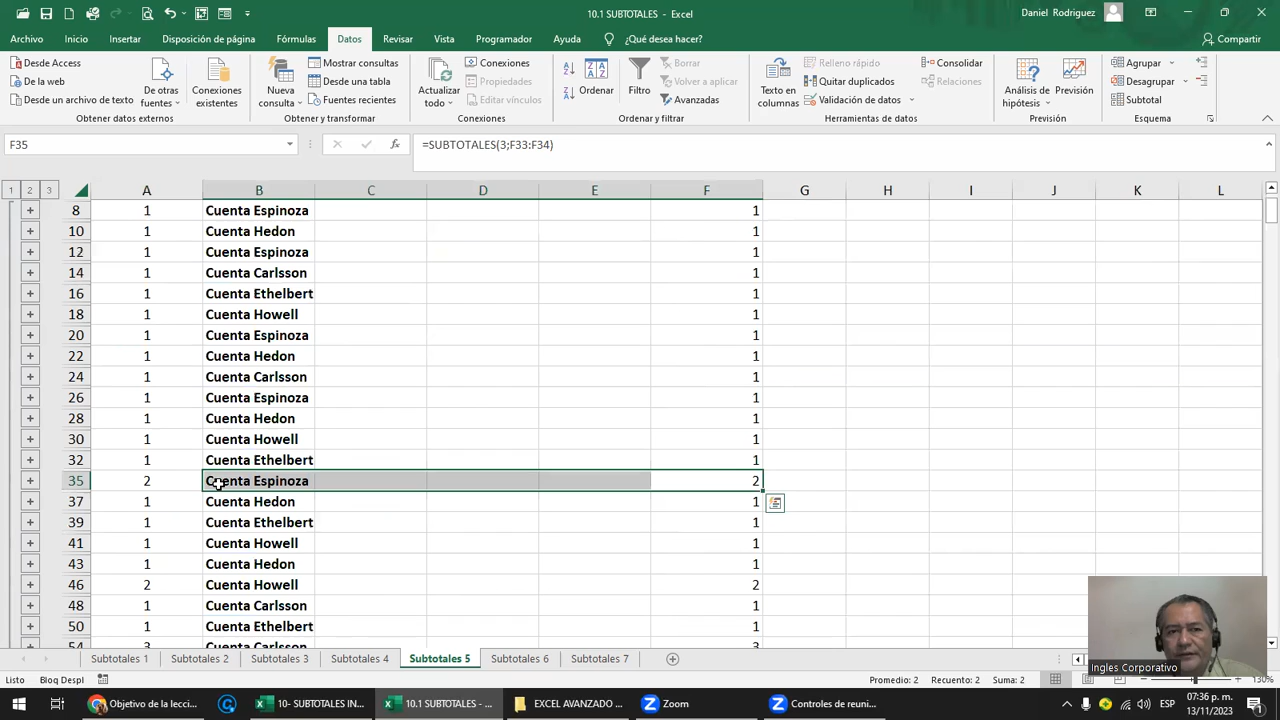 10.1 SUBTOTALES - Excel
Daniel Rodriguez
Archivo Inicio Insertar Disposición de página Fórmulas Datos Revisar Vista Programador Ayuda ¿Qué desea hacer? Compartir
Desde Access
De la web
Desde un archivo de texto
De otras fuentes
Conexiones existentes
Obtener datos externos
Nueva consulta
Mostrar consultas
Desde una tabla
Fuentes recientes
Obtener y transformar
Actualizar todo
Conexiones
Propiedades
Editar vínculos
Conexiones
Ordenar
Filtro
Borrar
Volver a aplicar
Avanzadas
Ordenar y filtrar
Texto en columnas
Relleno rápido
Quitar duplicados
Validación de datos
Consolidar
Relaciones
Herramientas de datos
Análisis de hipótesis
Previsión
Previsión
Agrupar
Desagrupar
Subtotal
Esquema
F35 fx =SUBTOTALES(3;F33:F34)
1 2 3 A B C D E F G H I J K L
8 1 Cuenta Espinoza 1
10 1 Cuenta Hedon 1
12 1 Cuenta Espinoza 1
14 1 Cuenta Carlsson 1
16 1 Cuenta Ethelbert 1
18 1 Cuenta Howell 1
20 1 Cuenta Espinoza 1
22 1 Cuenta Hedon 1
24 1 Cuenta Carlsson 1
26 1 Cuenta Espinoza 1
28 1 Cuenta Hedon 1
30 1 Cuenta Howell 1
32 1 Cuenta Ethelbert 1
35 2 Cuenta Espinoza 2
37 1 Cuenta Hedon 1
39 1 Cuenta Ethelbert 1
41 1 Cuenta Howell 1
43 1 Cuenta Hedon 1
46 2 Cuenta Howell 2
48 1 Cuenta Carlsson 1
50 1 Cuenta Ethelbert 1
54 3 Cuenta Carlsson 3
Subtotales 1 Subtotales 2 Subtotales 3 Subtotales 4 Subtotales 5 Subtotales 6 Subtotales 7
Ingles Corporativo
Listo Bloq Despl Promedio: 2 Recuento: 2 Suma: 2 130%
Objetivo de la lecci... 10- SUBTOTALES IN... 10.1 SUBTOTALES - ... EXCEL AVANZADO ... Zoom Controles de reuni... ESP 07:36 p. m.
13/11/2023